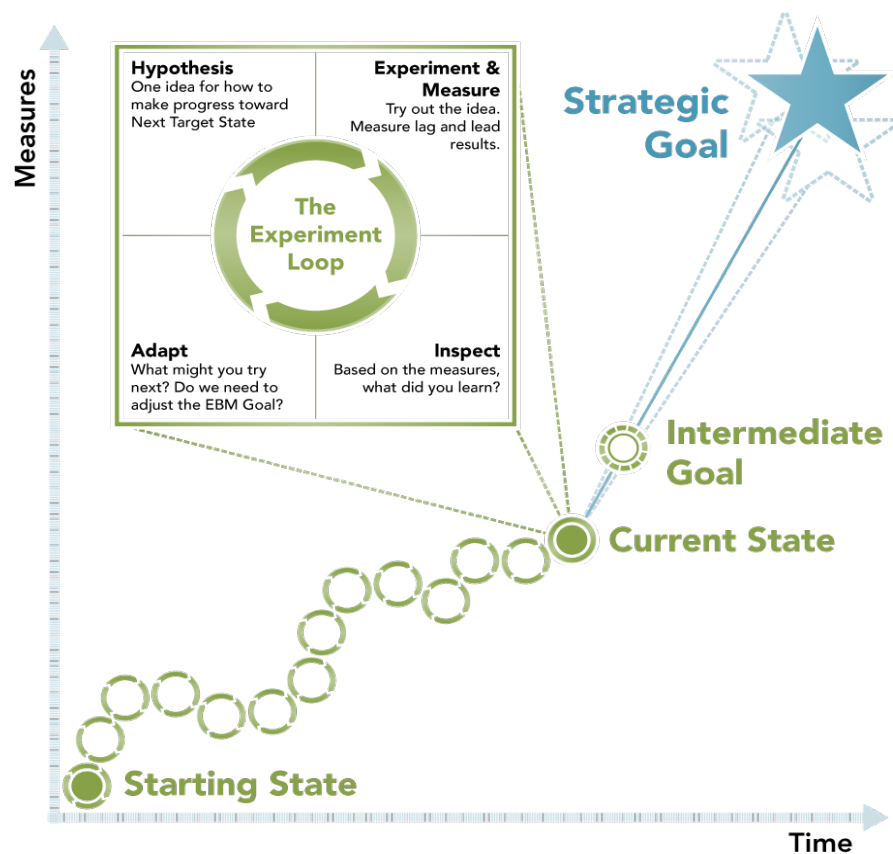 Measures
Hypothesis
One idea for how to
make progress toward
Next Target State
Experiment &
Measure
Try out the idea.
Measure lag and lead
results.
The
Experiment
Loop
Adapt
What might you try
next? Do we need to
adjust the EBM Goal?
Inspect
Based on the measures,
what did you learn?
Strategic
Goal
Intermediate
Goal
Current State
Starting State
Time